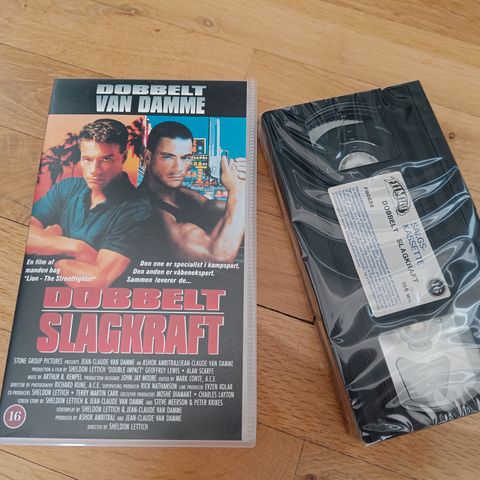 DOBBELT
VAN DAMME
En film af
manden bag
"Lion - The Streetfighter"
Den ene er specialist i kampsport.
Den anden er våbenekspert.
Sammen leverer de...
DOBBELT
SLAGKRAFT
STONE GROUP PICTURES PRESENTS JEAN-CLAUDE VAN DAMME AN ASHOK AMRITRAJ/JEAN-CLAUDE VAN DAMME
PRODUCTION A FILM BY SHELDON LETTICH "DOUBLE IMPACT" GEOFFREY LEWIS • ALAN SCARFE
MUSIC BY ARTHUR B. KEMPEL PRODUCTION DESIGNER JOHN JAY MOORE EDITED BY MARK CONTE, A.C.E.
DIRECTOR OF PHOTOGRAPHY RICHARD KLINE, A.C.E. SUPERVISING PRODUCER RICK NATHANSON LINE PRODUCER EVZEN KOLAR
CO PRODUCERS SHELDON LETTICH • TERRY MARTIN CARR EXECUTIVE PRODUCERS MOSHE DIAMANT • CHARLES LAYTON
SCREEN STORY BY SHELDON LETTICH & JEAN-CLAUDE VAN DAMME AND STEVE MEERSON & PETER KRIKES
SCREENPLAY BY SHELDON LETTICH & JEAN-CLAUDE VAN DAMME
PRODUCED BY ASHOK AMRITRAJ AND JEAN-CLAUDE VAN DAMME
DIRECTED BY SHELDON LETTICH
16
SALGS-
KASSETTE
DOBBELT SLAGKRAFT
16